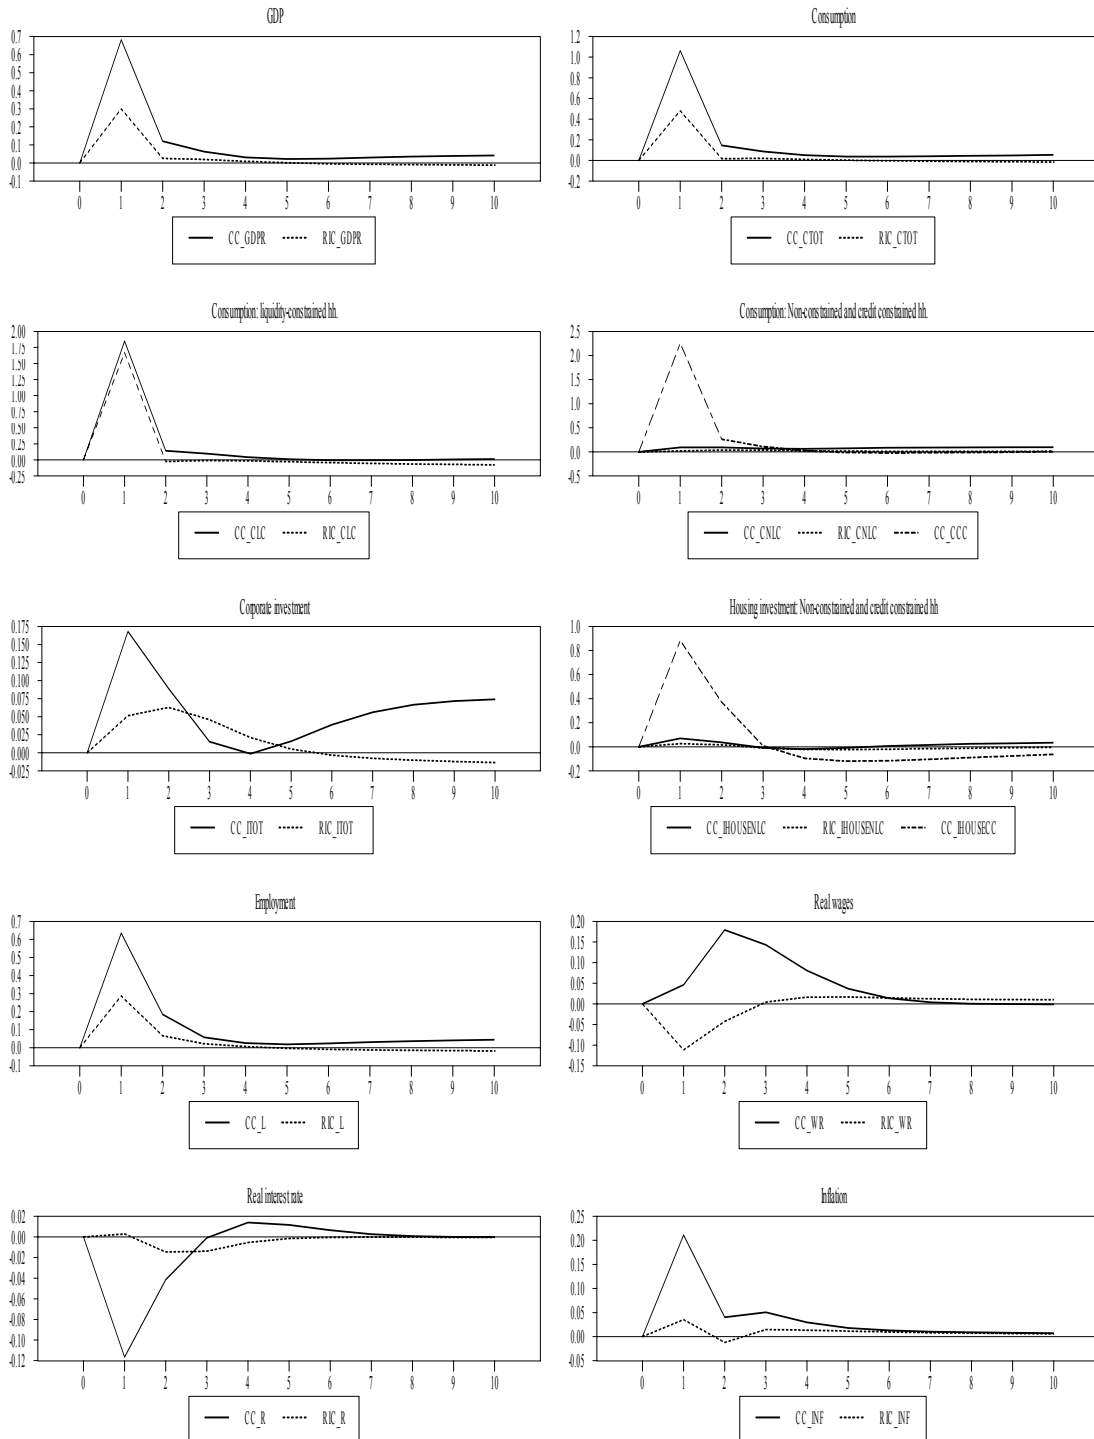 GDP
0.7
0.6
0.5
0.4
0.3
0.2
0.1
0.0
-0.1
0 1 2 3 4 5 6 7 8 9 10
CC_GDPR RIC_GDPR
Consumption
1.2
1.0
0.8
0.6
0.4
0.2
0.0
-0.2
0 1 2 3 4 5 6 7 8 9 10
CC_CTOT RIC_CTOT
Consumption: liquidity-constrained hh.
2.00
1.75
1.50
1.25
1.00
0.75
0.50
0.25
0.00
-0.25
0 1 2 3 4 5 6 7 8 9 10
CC_CLC RIC_CLC
Consumption: Non-constrained and credit constrained hh.
2.5
2.0
1.5
1.0
0.5
0.0
-0.5
0 1 2 3 4 5 6 7 8 9 10
CC_CNLC RIC_CNLC CC_CCC
Corporate investment
0.175
0.150
0.125
0.100
0.075
0.050
0.025
0.000
-0.025
0 1 2 3 4 5 6 7 8 9 10
CC_ITOT RIC_ITOT
Housing investment: Non-constrained and credit constrained hh
1.0
0.8
0.6
0.4
0.2
0.0
-0.2
0 1 2 3 4 5 6 7 8 9 10
CC_IHOUSENLC RIC_IHOUSENLC CC_IHOUSECC
Employment
0.7
0.6
0.5
0.4
0.3
0.2
0.1
0.0
-0.1
0 1 2 3 4 5 6 7 8 9 10
CC_L RIC_L
Real wages
0.20
0.15
0.10
0.05
0.00
-0.05
-0.10
-0.15
0 1 2 3 4 5 6 7 8 9 10
CC_WR RIC_WR
Real interest rate
0.02
0.00
-0.02
-0.04
-0.06
-0.08
-0.10
-0.12
0 1 2 3 4 5 6 7 8 9 10
CC_R RIC_R
Inflation
0.25
0.20
0.15
0.10
0.05
0.00
-0.05
0 1 2 3 4 5 6 7 8 9 10
CC_INF RIC_INF